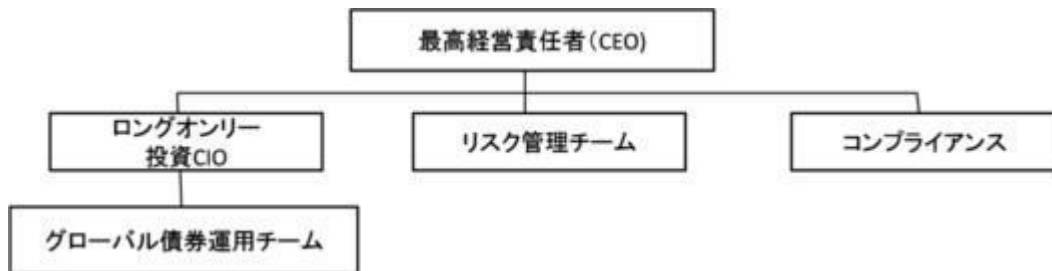 最高経営責任者（CEO)
ロングオンリー
投資CIO
リスク管理チーム
コンプライアンス
グローバル債券運用チーム